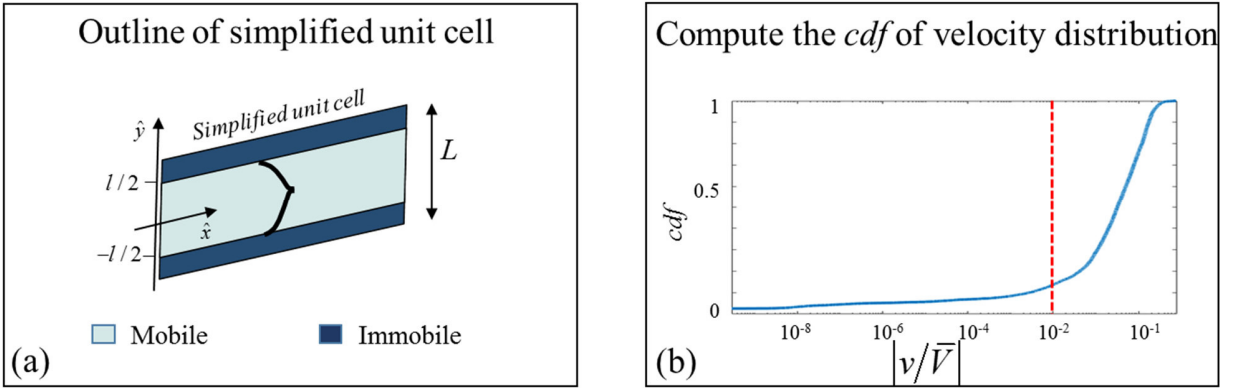 Outline of simplified unit cell
Simplified unit cell
ŷ
l / 2
L
x̂
−l / 2
Mobile
Immobile
(a)
Compute the cdf of velocity distribution
1
0.5
0
cdf
10⁻⁸
10⁻⁶
10⁻⁴
10⁻²
10⁻¹
|v/V̅|
(b)